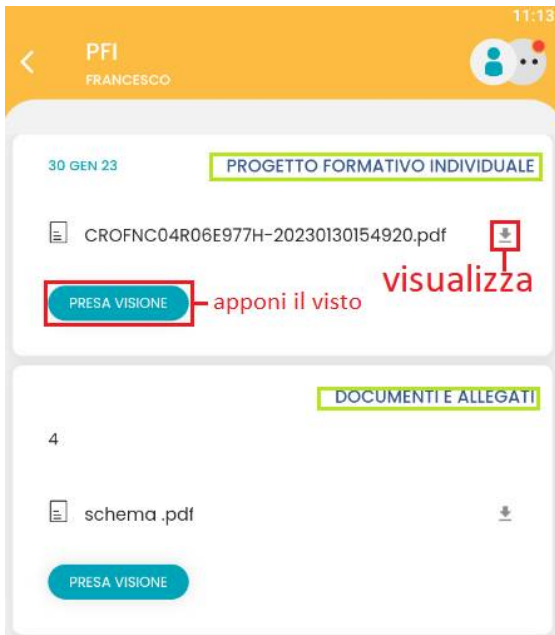 11:13
PFI
FRANCESCO
30 GEN 23 PROGETTO FORMATIVO INDIVIDUALE
CROFNC04R06E977H-20230130154920.pdf
visualizza
PRESA VISIONE apponi il visto
DOCUMENTI E ALLEGATI
4
schema .pdf
PRESA VISIONE